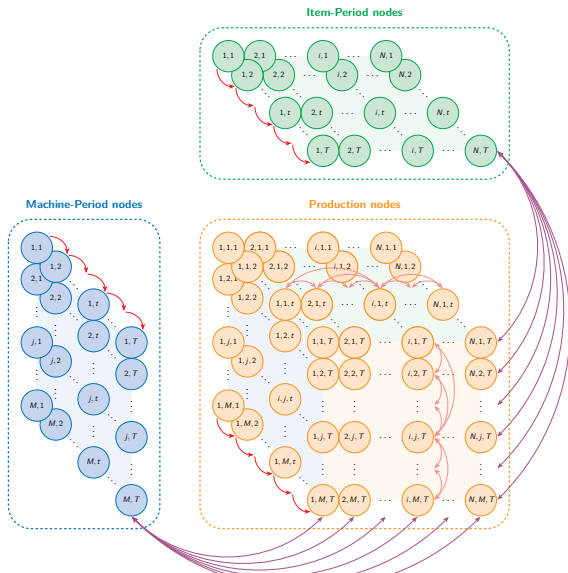 Item-Period nodes
1,1 2,1 ... i,1 ... N,1
1,2 2,2 ... i,2 ... N,2
1,t 2,t ... i,t ... N,t
1,T 2,T ... i,T ... N,T
Machine-Period nodes
1,1
1,2
2,1
2,2
1,t
1,T
2,t
j,1
j,2
2,T
j,t
M,1
M,2
j,T
M,t
M,T
Production nodes
1,1,1 2,1,1 ... i,1,1 ... N,1,1
1,1,2 2,1,2 i,1,2 N,1,2
1,2,1
1,2,2
1,1,t 2,1,t ... i,1,t ... N,1,t
1,j,1 1,2,t 1,1,T 2,1,T ... i,1,T ... N,1,T
1,j,2
1,2,T 2,2,T ... i,2,T ... N,2,T
1,M,1 i,j,t
1,M,2
1,j,T 2,j,T ... i,j,T ... N,j,T
1,M,t
1,M,T 2,M,T ... i,M,T ... N,M,T